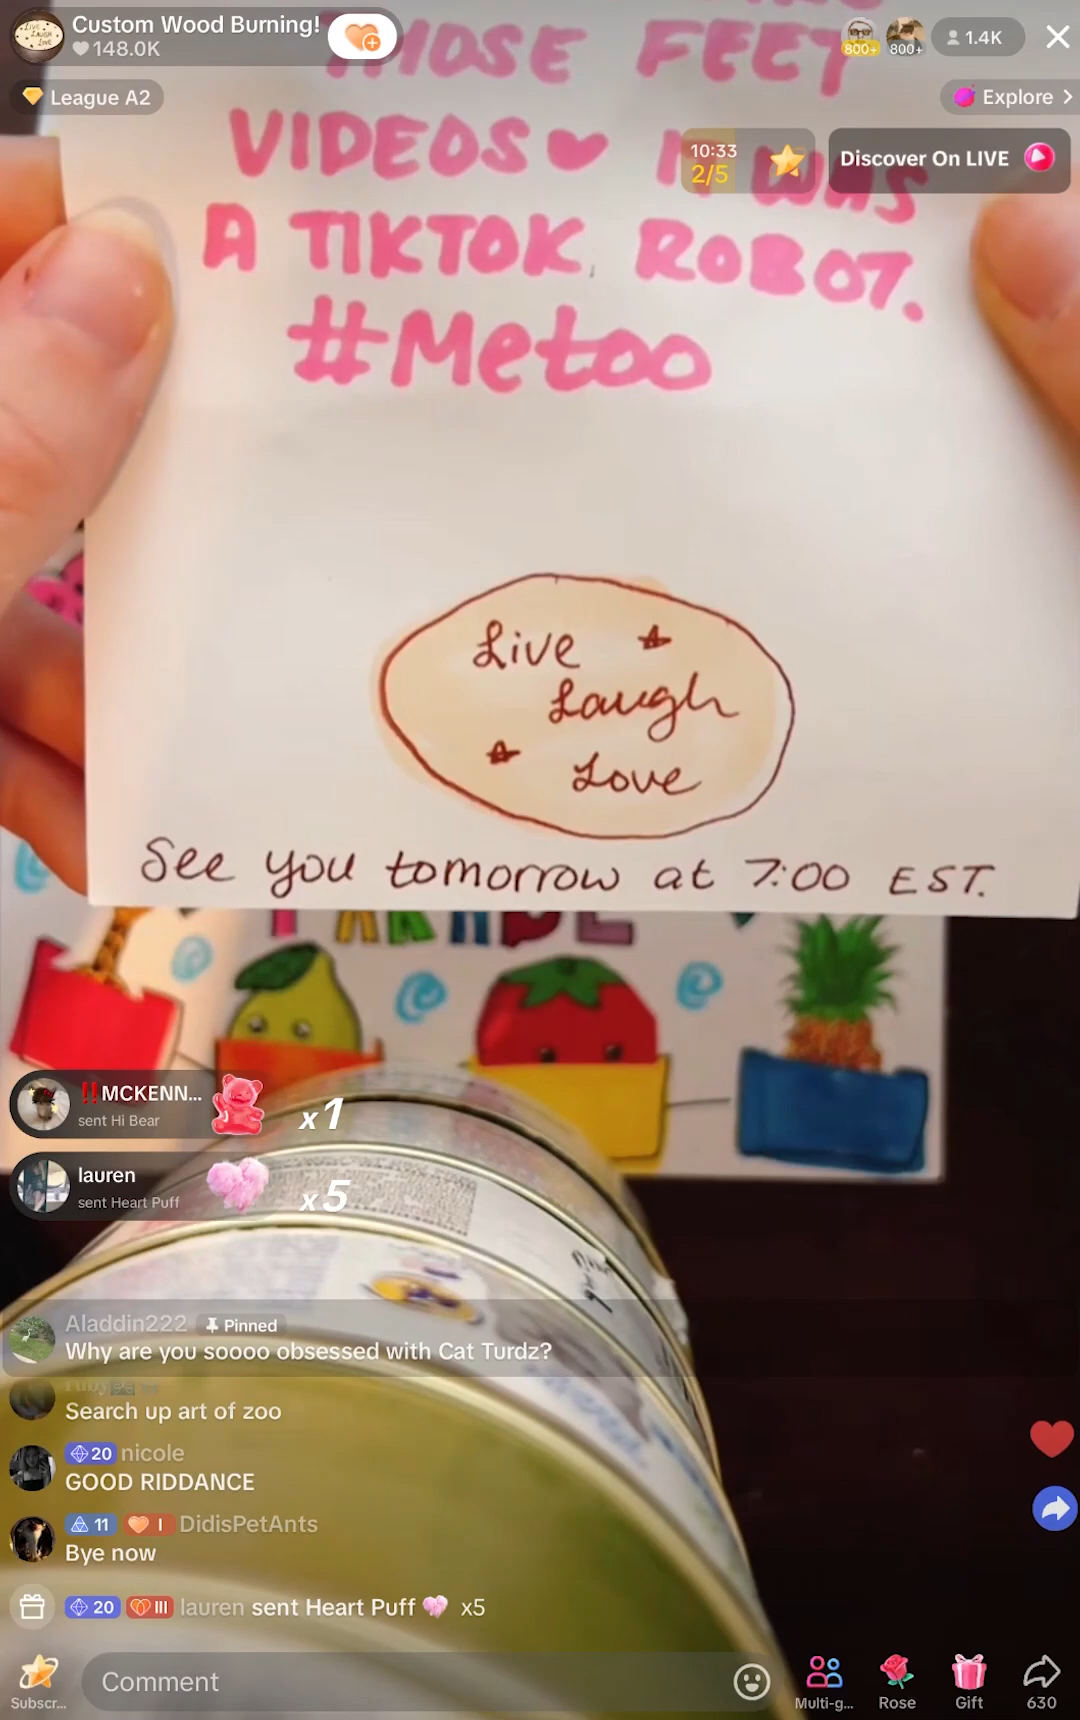 Custom Wood Burning!
148.0K
800+
800+
1.4K
League A2
Explore
THOSE FEET
VIDEOS♥ I WAS
A TIKTOK ROBOT.
#Metoo
10:33
2/5
Discover On LIVE
Live
Laugh
Love
See you tomorrow at 7:00 EST.
!!MCKENN...
sent Hi Bear
x1
lauren
sent Heart Puff
x5
Aladdin222 Pinned
Why are you soooo obsessed with Cat Turdz?
Search up art of zoo
20 nicole
GOOD RIDDANCE
11 I DidisPetAnts
Bye now
20 III lauren sent Heart Puff x5
Subscr...
Comment
Multi-g...
Rose
Gift
630